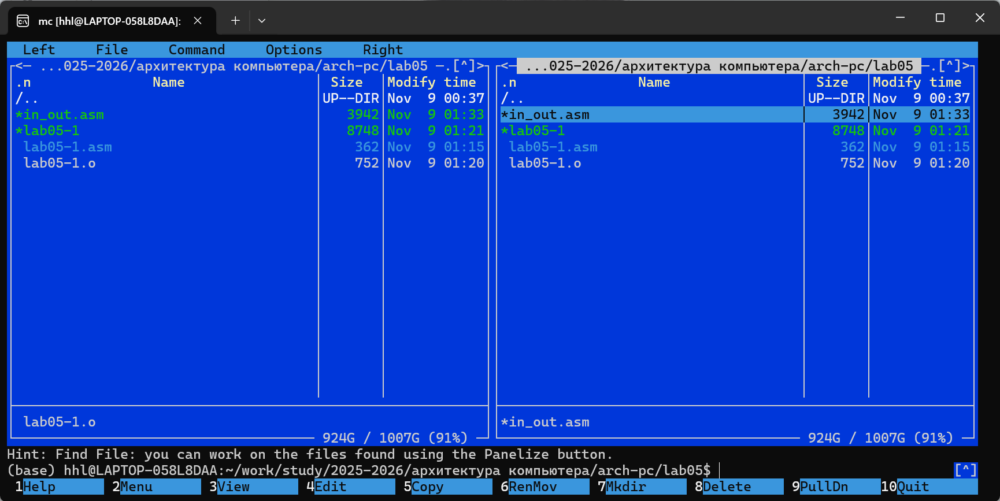 mc [hhl@LAPTOP-058L8DAA]:
Left File Command Options Right
<─ ...025-2026/архитектура компьютера/arch-pc/lab05 ─.[^]>
.n Name Size Modify time
/.. UP--DIR Nov 9 00:37
*in_out.asm 3942 Nov 9 01:33
*lab05-1 8748 Nov 9 01:21
lab05-1.asm 362 Nov 9 01:15
lab05-1.o 752 Nov 9 01:20
lab05-1.o
924G / 1007G (91%)
<─ ...025-2026/архитектура компьютера/arch-pc/lab05 ─.[^]>
.n Name Size Modify time
/.. UP--DIR Nov 9 00:37
*in_out.asm 3942 Nov 9 01:33
*lab05-1 8748 Nov 9 01:21
lab05-1.asm 362 Nov 9 01:15
lab05-1.o 752 Nov 9 01:20
*in_out.asm
924G / 1007G (91%)
Hint: Find File: you can work on the files found using the Panelize button.
(base) hhl@LAPTOP-058L8DAA:~/work/study/2025-2026/архитектура компьютера/arch-pc/lab05$ [^]
1Help 2Menu 3View 4Edit 5Copy 6RenMov 7Mkdir 8Delete 9PullDn 10Quit